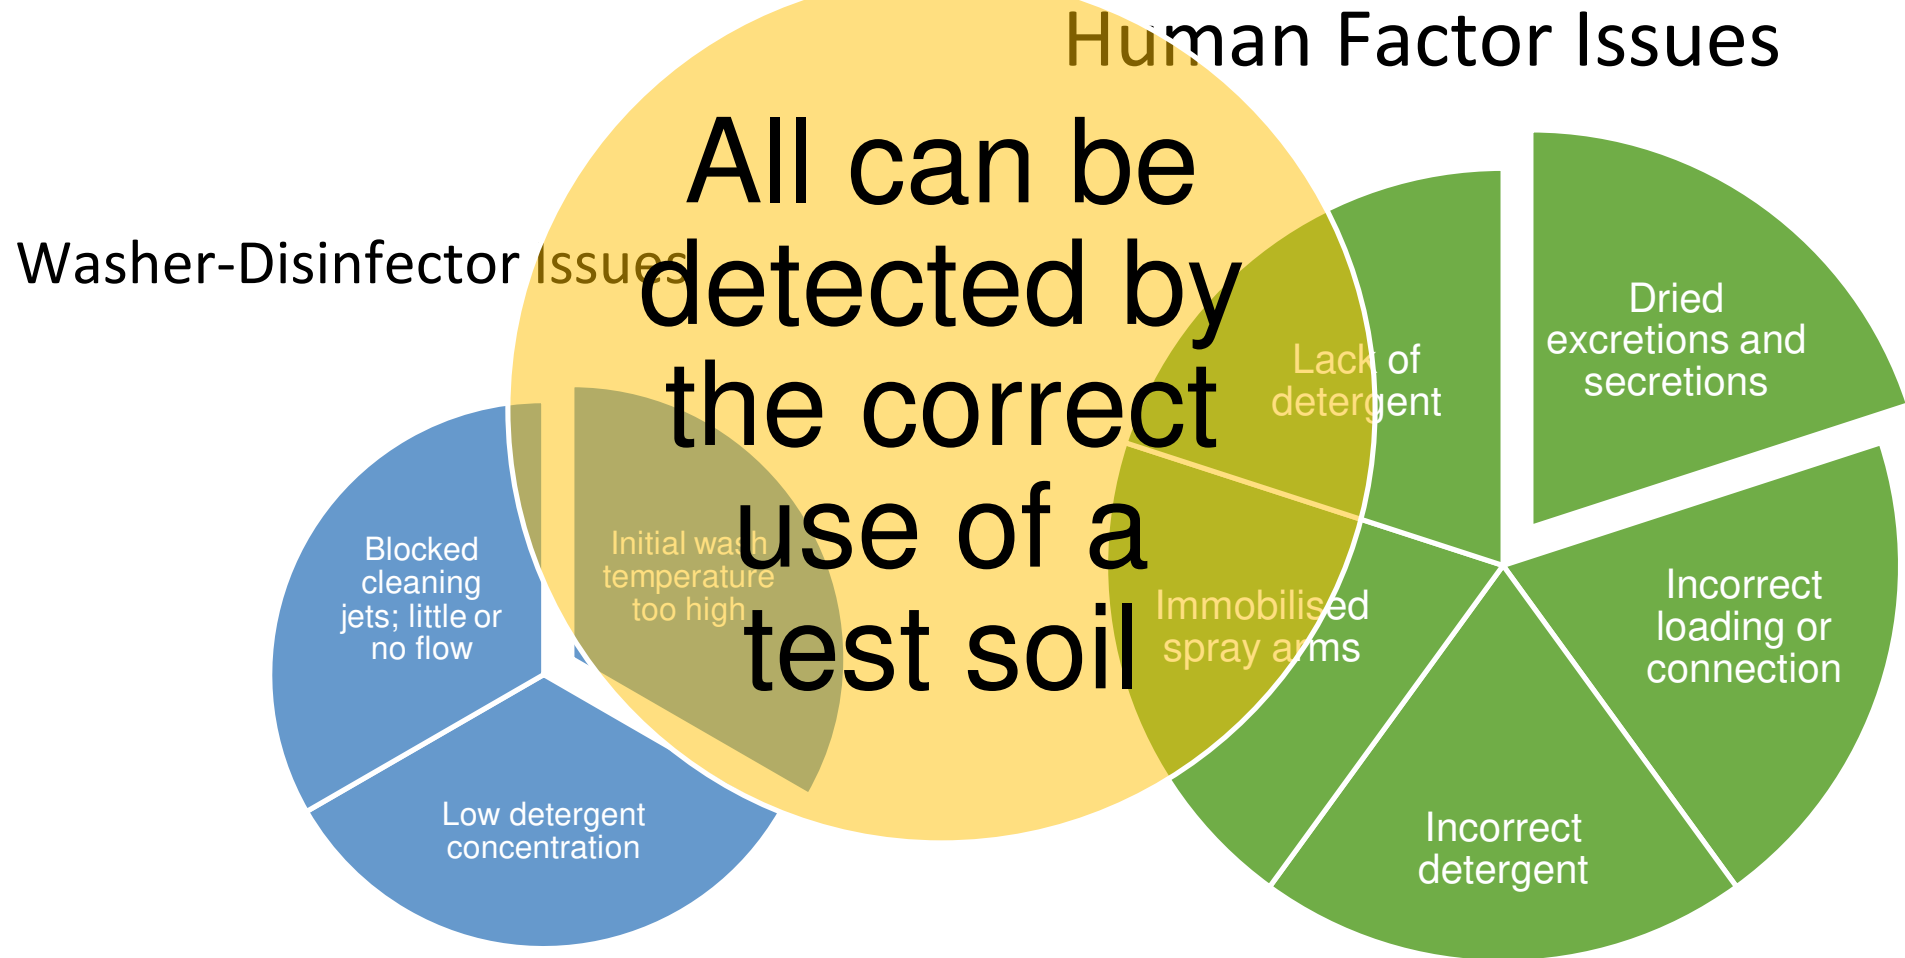 Human Factor Issues
Washer-Disinfector Issues
All can be
detected by
the correct
use of a
test soil
Blocked
cleaning
jets; little or
no flow
Initial wash
temperature
too high
Low detergent
concentration
Lack of
detergent
Dried
excretions and
secretions
Immobilised
spray arms
Incorrect
loading or
connection
Incorrect
detergent